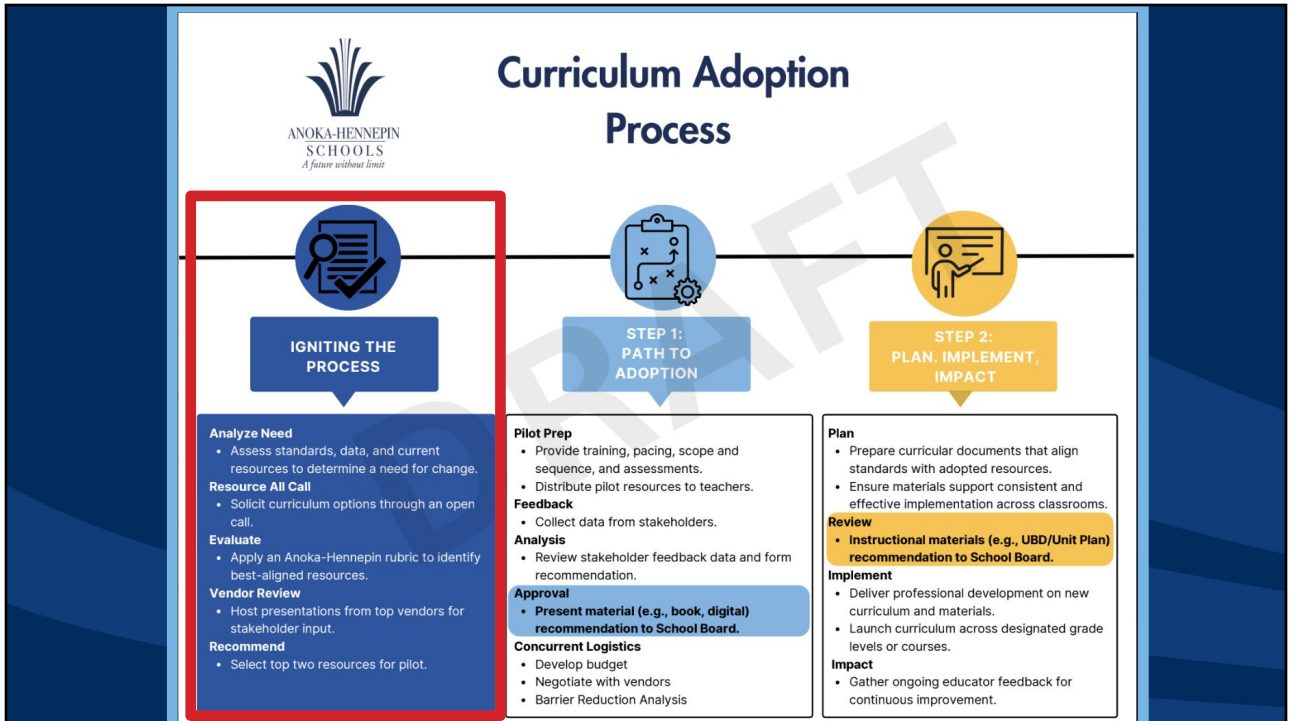 ANOKA-HENNEPIN
SCHOOLS
A future without limit
Curriculum Adoption
Process
DRAFT
IGNITING THE
PROCESS
Analyze Need
• Assess standards, data, and current
resources to determine a need for change.
Resource All Call
• Solicit curriculum options through an open
call.
Evaluate
• Apply an Anoka-Hennepin rubric to identify
best-aligned resources.
Vendor Review
• Host presentations from top vendors for
stakeholder input.
Recommend
• Select top two resources for pilot.
STEP 1:
PATH TO
ADOPTION
Pilot Prep
• Provide training, pacing, scope and
sequence, and assessments.
• Distribute pilot resources to teachers.
Feedback
• Collect data from stakeholders.
Analysis
• Review stakeholder feedback data and form
recommendation.
Approval
• Present material (e.g., book, digital)
recommendation to School Board.
Concurrent Logistics
• Develop budget
• Negotiate with vendors
• Barrier Reduction Analysis
STEP 2:
PLAN. IMPLEMENT,
IMPACT
Plan
• Prepare curricular documents that align
standards with adopted resources.
• Ensure materials support consistent and
effective implementation across classrooms.
Review
• Instructional materials (e.g., UBD/Unit Plan)
recommendation to School Board.
Implement
• Deliver professional development on new
curriculum and materials.
• Launch curriculum across designated grade
levels or courses.
Impact
• Gather ongoing educator feedback for
continuous improvement.